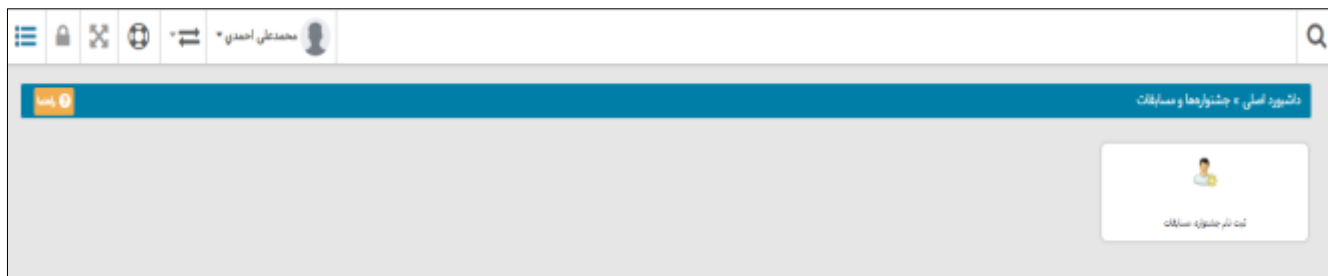 محمدعلی احمدی
داشبورد اصلی » جشنواره‌ها و مسابقات
راهنما
ثبت نام جشنواره، مسابقات